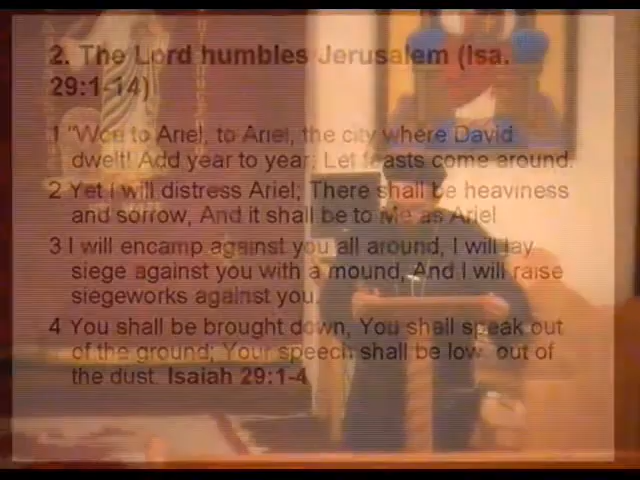 2. The Lord humbles Jerusalem (Isa.
29:1-14)
1 "Woe to Ariel, to Ariel, the city where David
dwelt! Add year to year; Let feasts come around.
2 Yet I will distress Ariel; There shall be heaviness
and sorrow, And it shall be to Me as Ariel
3 I will encamp against you all around, I will lay
siege against you with a mound, And I will raise
siegeworks against you.
4 You shall be brought down, You shall speak out
of the ground; Your speech shall be low, out of
the dust. Isaiah 29:1-4